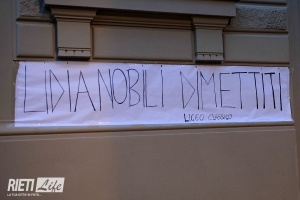 LIDIA NOBILI DIMETTITI
LICEO CLASSICO
RIETI Life